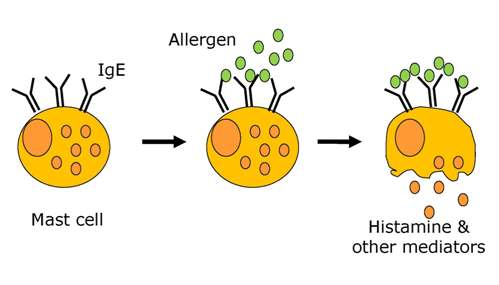 IgE
Allergen
Mast cell
Histamine &
other mediators